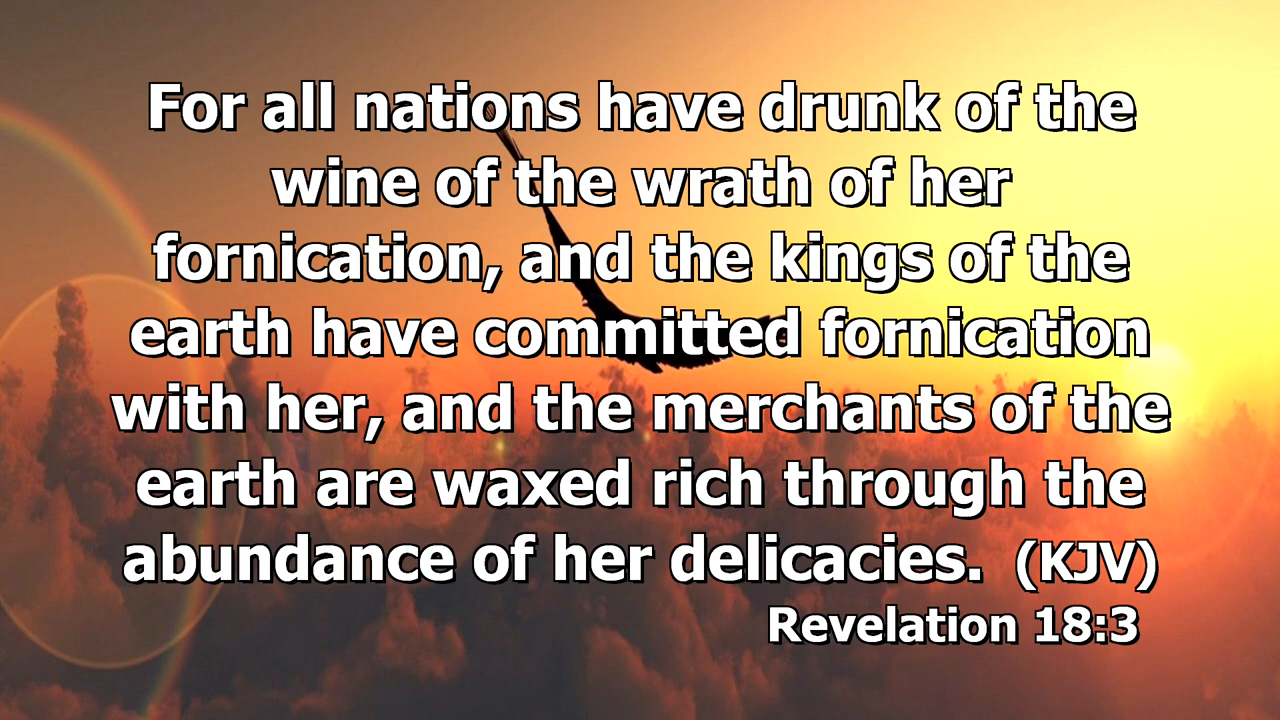 For all nations have drunk of the
wine of the wrath of her
fornication, and the kings of the
earth have committed fornication
with her, and the merchants of the
earth are waxed rich through the
abundance of her delicacies. (KJV)
Revelation 18:3